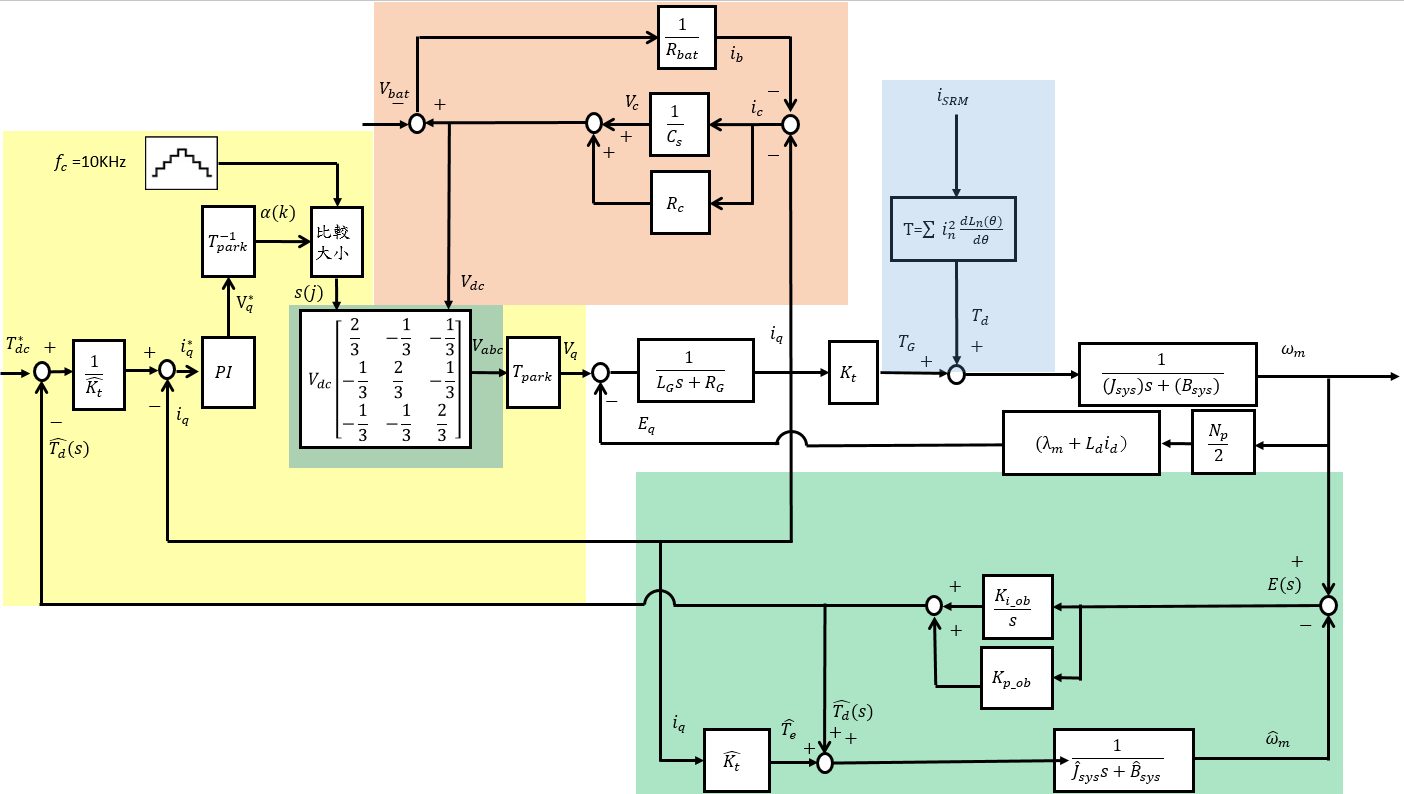 1
R_bat
i_b
V_bat
−
+
−
V_c
1
C_s
i_c
+
+
−
R_c
V_dc
f_c =10KHz
T_park^{-1}
α(k)
比較
大小
V_q^*
s(j)
i_SRM
T=∑ i_n^2 dL_n(θ)/dθ
T_d
+
T_dc^*
+
−
1
K̂_t
+
−
i_q^*
i_q
PI
V_dc
2/3 −1/3 −1/3
−1/3 2/3 −1/3
−1/3 −1/3 2/3
V_abc
T_park
V_q
−
1
L_G s + R_G
i_q
K_t
T_G
+
1
(J_sys)s + (B_sys)
ω_m
E_q
(λ_m + L_d i_d)
N_p
2
T̂_d(s)
+
E(s)
−
K_{i_ob}
s
+
+
K_{p_ob}
i_q
K̂_t
T̂_e
+
T̂_d(s)
+
+
1
Ĵ_sys s + B̂_sys
ω̂_m